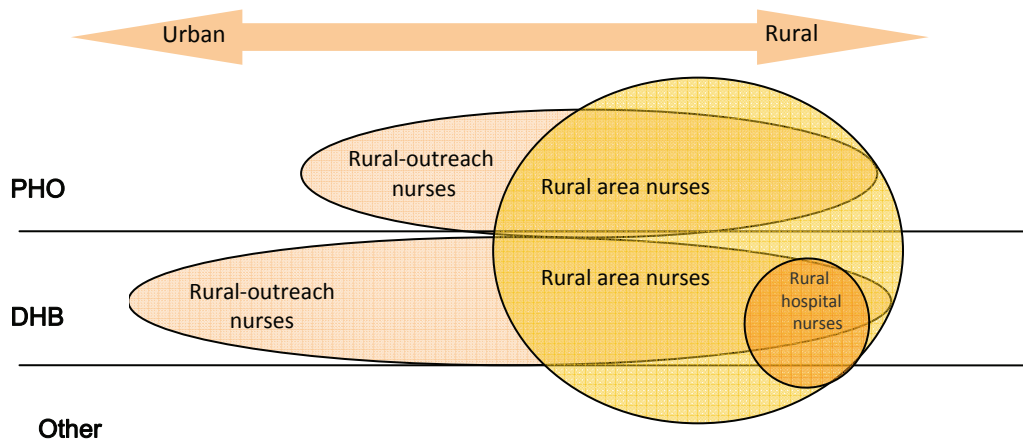 Urban
Rural
Rural-outreach
nurses
Rural area nurses
PHO
Rural-outreach
nurses
Rural area nurses
Rural
hospital
nurses
DHB
Other